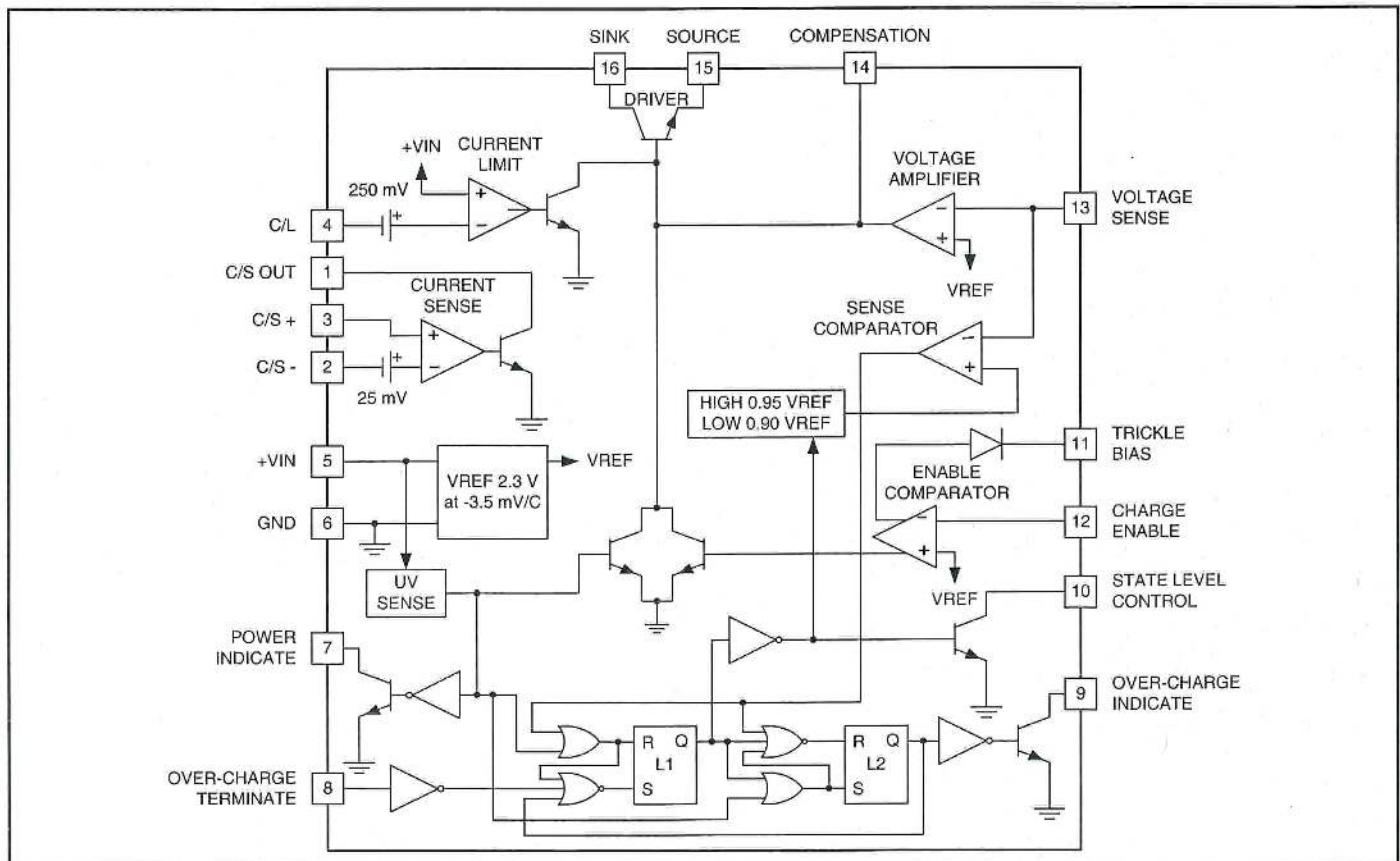 SINK SOURCE COMPENSATION
16 15 14
DRIVER
CURRENT
LIMIT
+VIN
250 mV
+
+
-
C/L 4
VOLTAGE
AMPLIFIER
-
+
VREF
13 VOLTAGE
SENSE
C/S OUT 1
CURRENT
SENSE
C/S + 3
C/S - 2
+
+
-
25 mV
SENSE
COMPARATOR
-
+
HIGH 0.95 VREF
LOW 0.90 VREF
+VIN 5
VREF 2.3 V
at -3.5 mV/C
VREF
GND 6
11 TRICKLE
BIAS
ENABLE
COMPARATOR
-
+
VREF
12 CHARGE
ENABLE
UV
SENSE
10 STATE LEVEL
CONTROL
POWER
INDICATE
7
9 OVER-CHARGE
INDICATE
R Q
L1
S
R Q
L2
S
OVER-CHARGE
TERMINATE
8